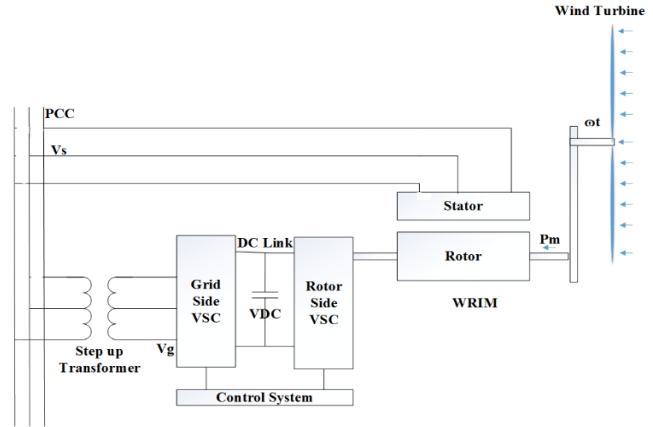 Wind Turbine
PCC
ωt
Vs
Stator
Pm
DC Link
Rotor
Grid
Side
VSC
Rotor
Side
VSC
VDC
WRIM
Step up
Transformer
Vg
Control System